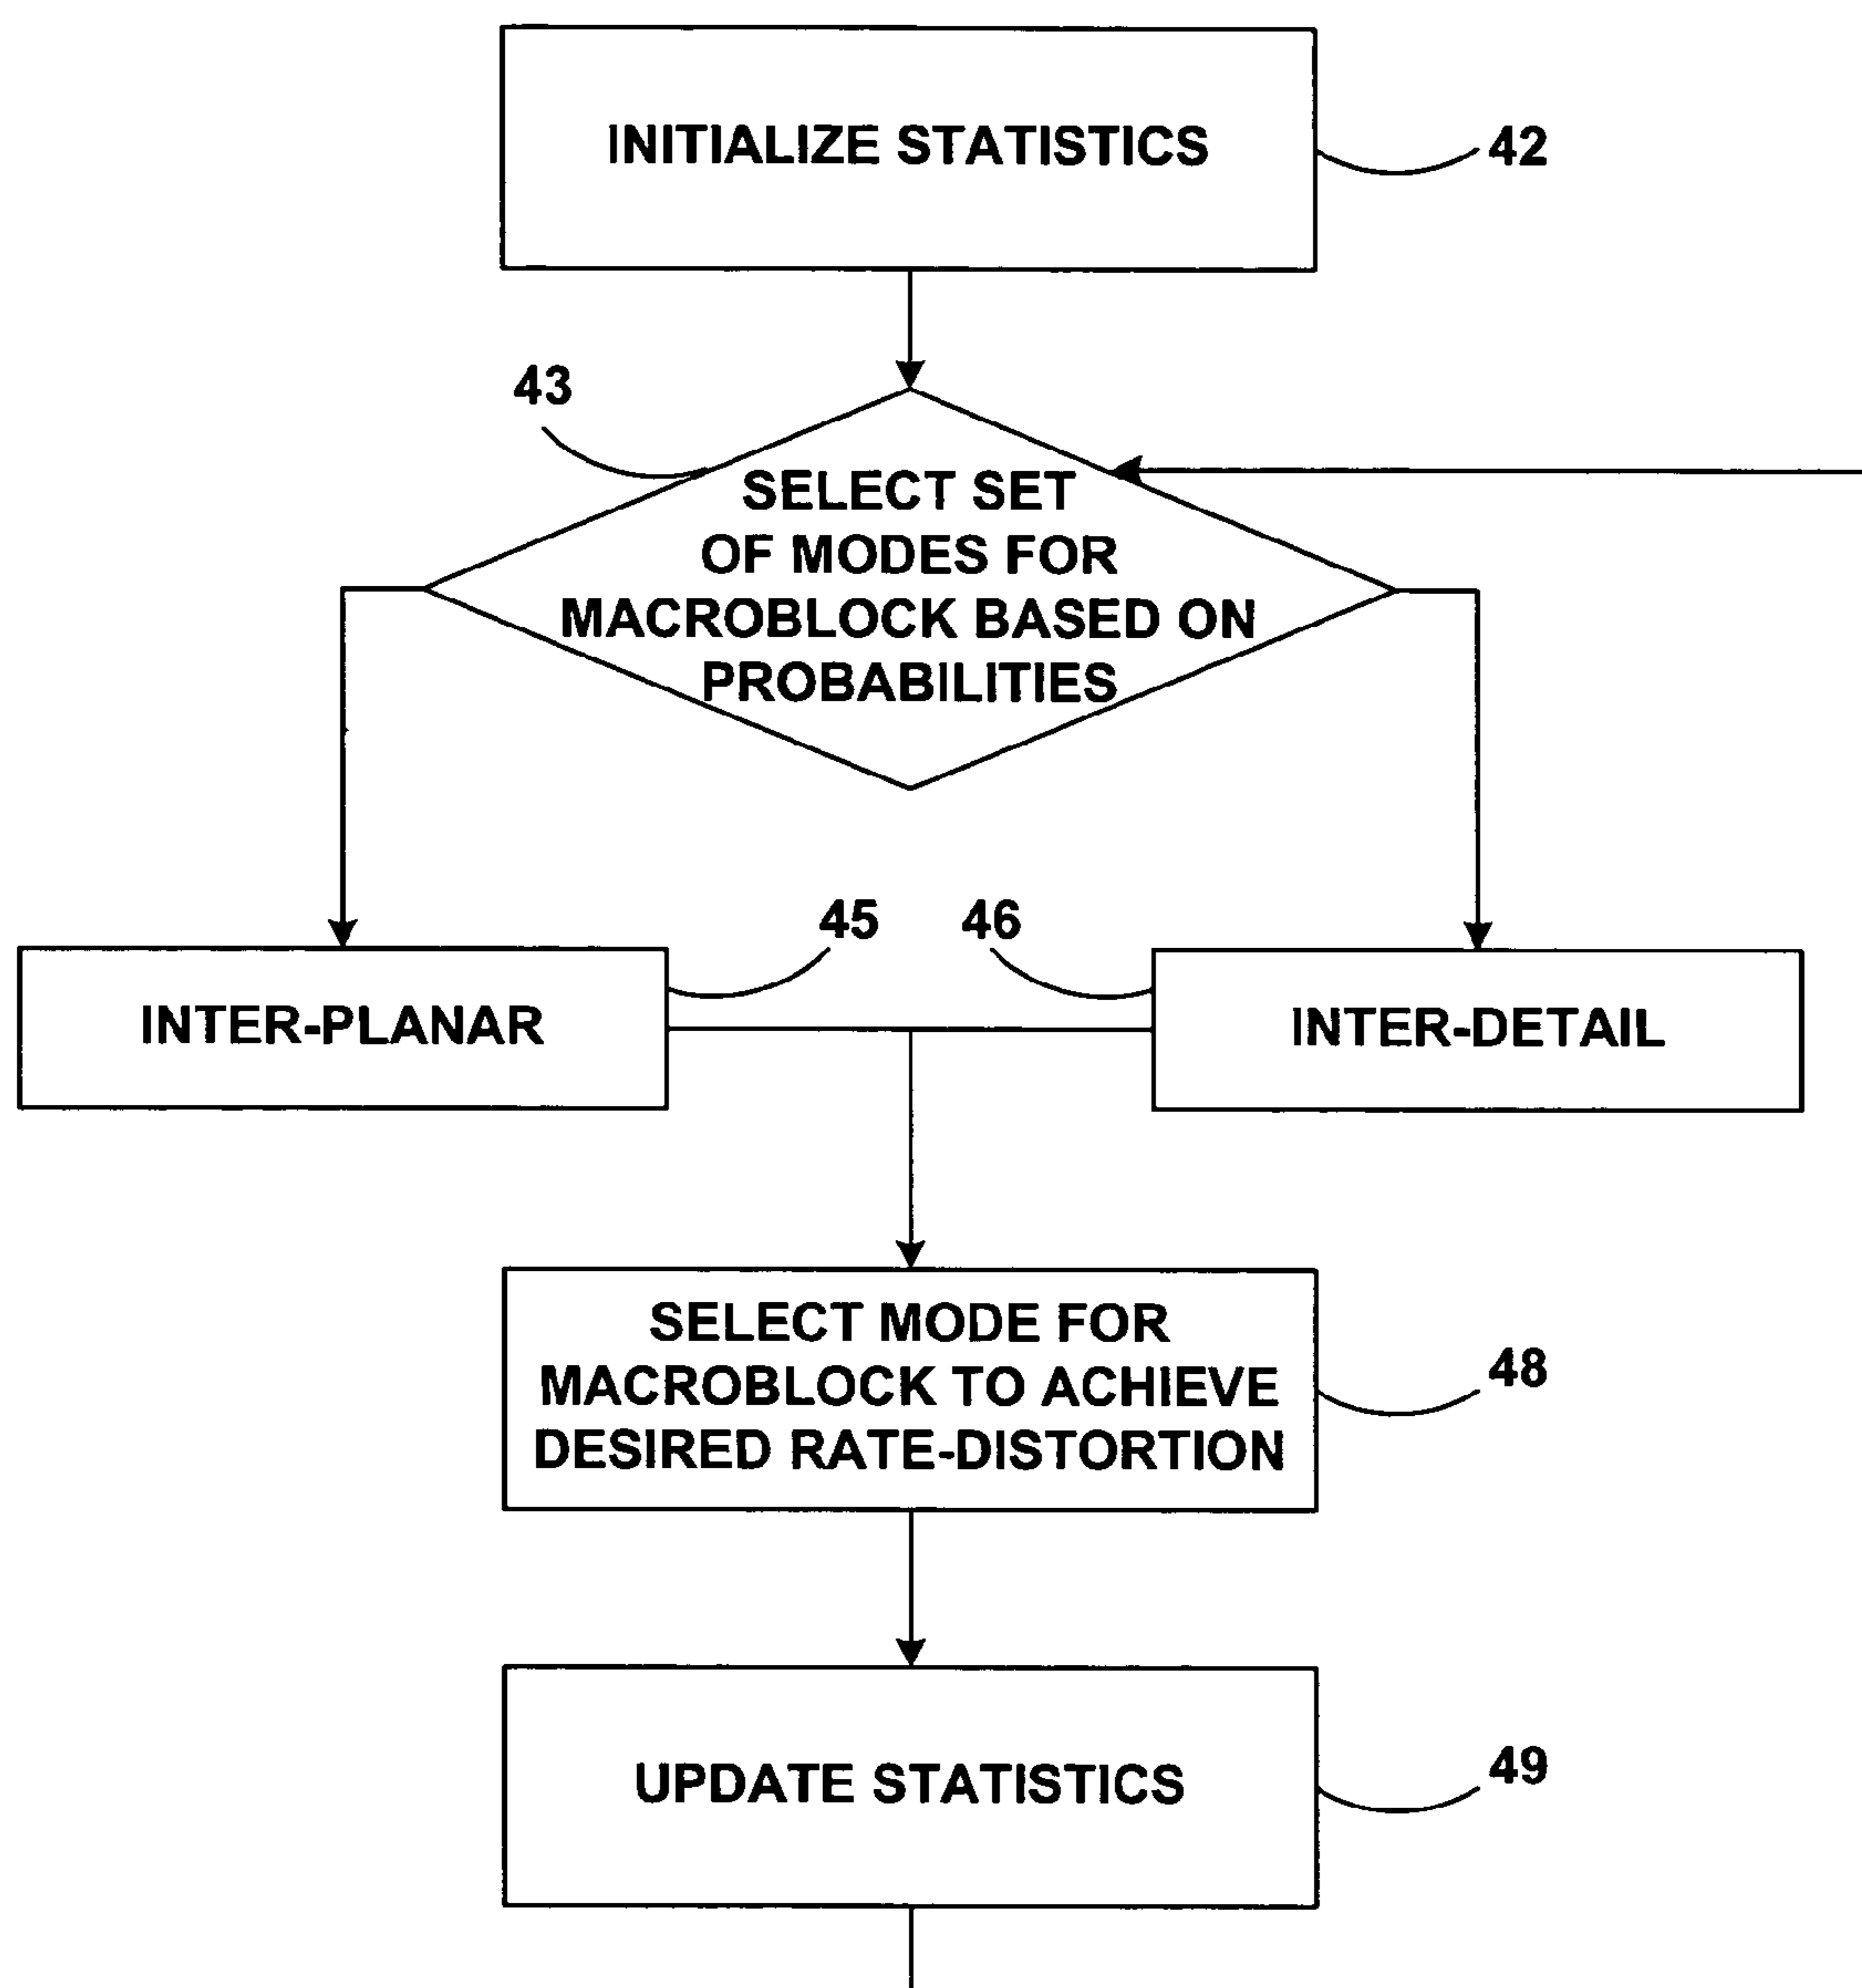 INITIALIZE STATISTICS
42
43
SELECT SET
OF MODES FOR
MACROBLOCK BASED ON
PROBABILITIES
45
46
INTER-PLANAR
INTER-DETAIL
SELECT MODE FOR
MACROBLOCK TO ACHIEVE
DESIRED RATE-DISTORTION
48
UPDATE STATISTICS
49